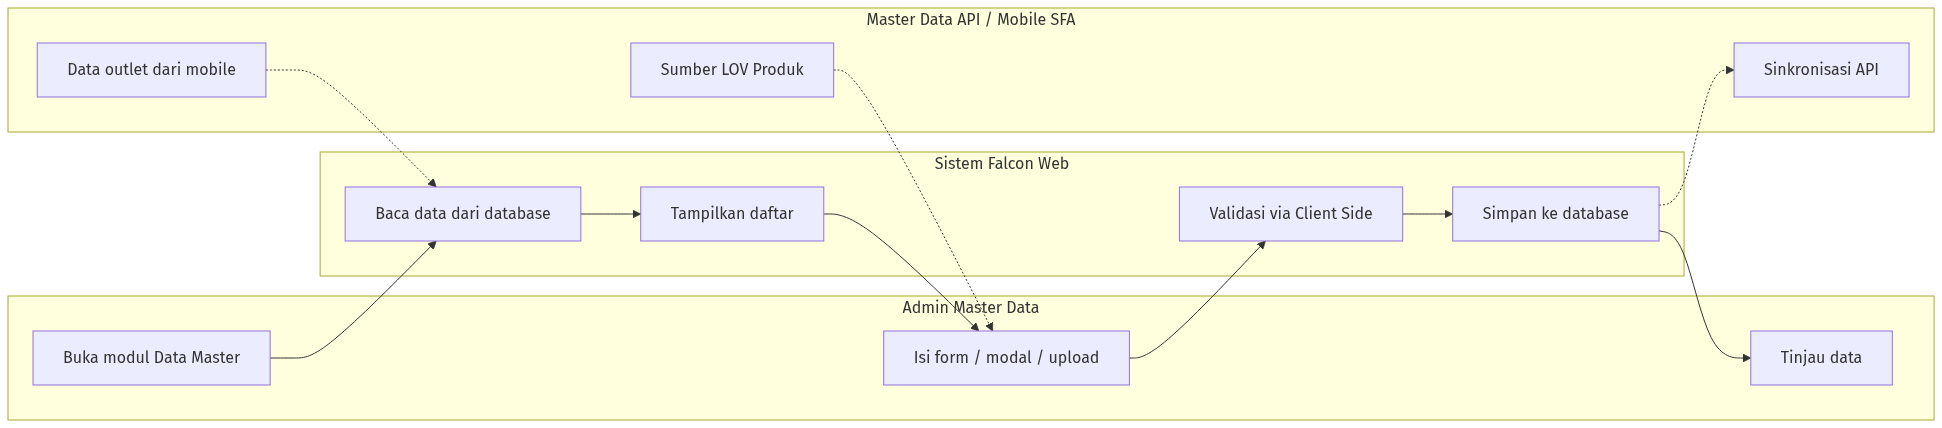 Master Data API / Mobile SFA
Data outlet dari mobile
Sumber LOV Produk
Sinkronisasi API
Sistem Falcon Web
Baca data dari database
Tampilkan daftar
Validasi via Client Side
Simpan ke database
Admin Master Data
Buka modul Data Master
Isi form / modal / upload
Tinjau data